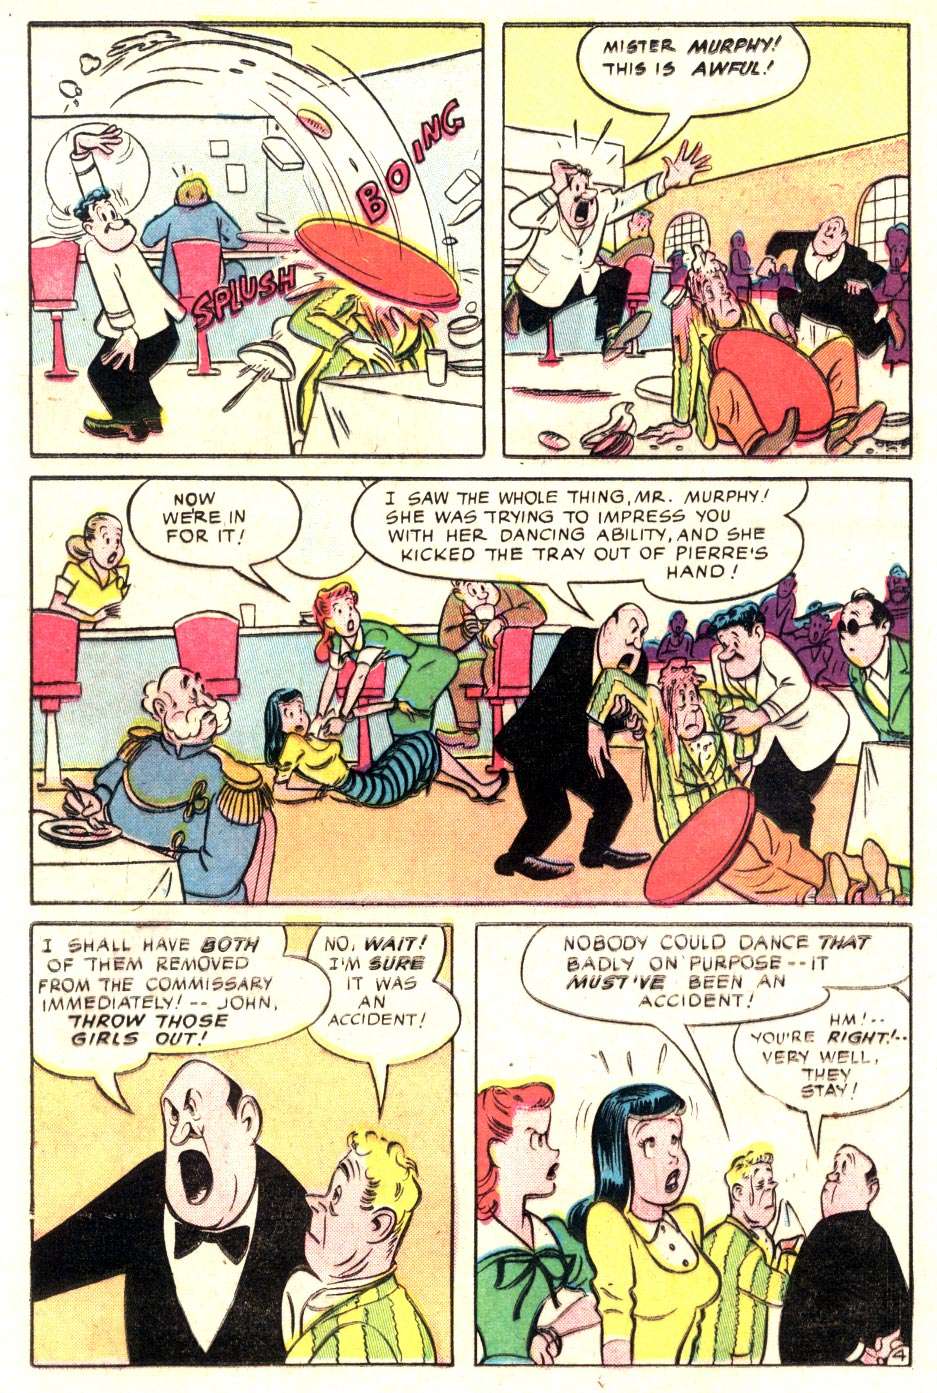 BOING
SPLUSH
MISTER MURPHY!
THIS IS AWFUL!
NOW
WE'RE IN
FOR IT!
I SAW THE WHOLE THING, MR. MURPHY!
SHE WAS TRYING TO IMPRESS YOU
WITH HER DANCING ABILITY, AND SHE
KICKED THE TRAY OUT OF PIERRE'S
HAND!
I SHALL HAVE BOTH
OF THEM REMOVED
FROM THE COMMISSARY
IMMEDIATELY! -- JOHN,
THROW THOSE
GIRLS OUT!
NO, WAIT!
I'M SURE
IT WAS
AN
ACCIDENT!
NOBODY COULD DANCE THAT
BADLY ON PURPOSE -- IT
MUST'VE BEEN AN
ACCIDENT!
HM! --
YOU'RE RIGHT! --
VERY WELL,
THEY
STAY!
4